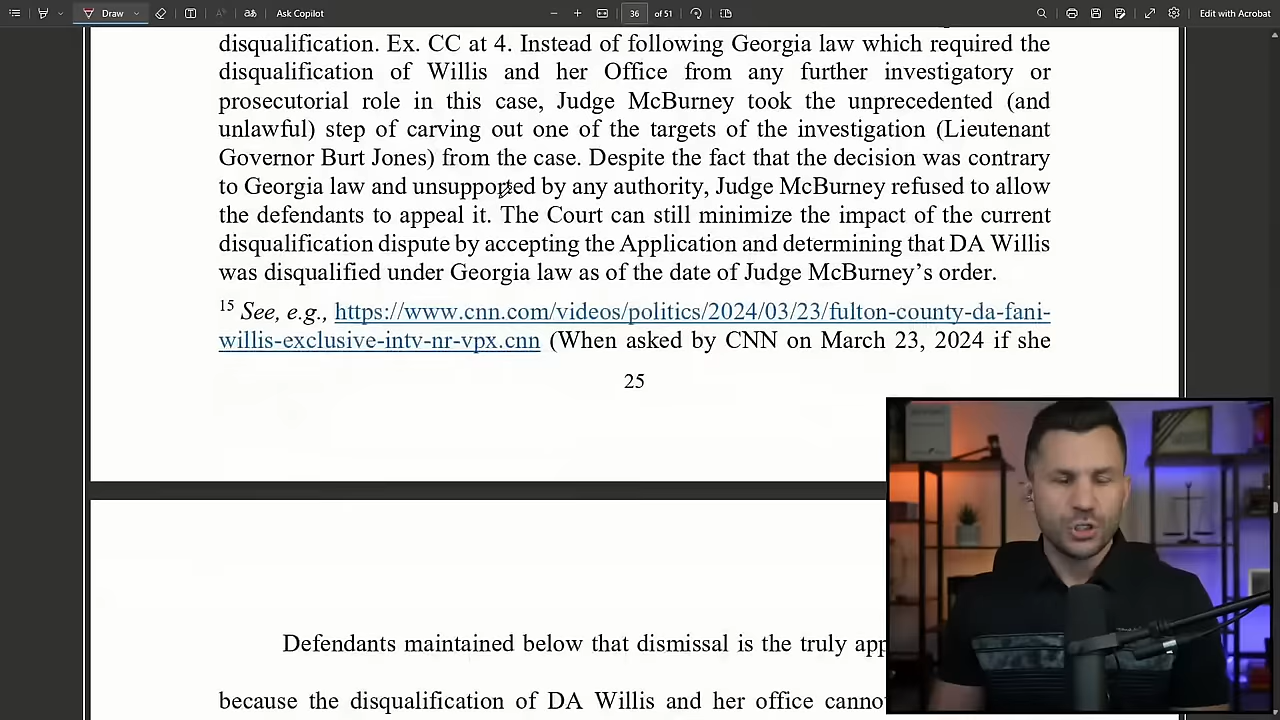 Draw
Ask Copilot
36 of 51
Edit with Acrobat
disqualification. Ex. CC at 4. Instead of following Georgia law which required the
disqualification of Willis and her Office from any further investigatory or
prosecutorial role in this case, Judge McBurney took the unprecedented (and
unlawful) step of carving out one of the targets of the investigation (Lieutenant
Governor Burt Jones) from the case. Despite the fact that the decision was contrary
to Georgia law and unsupported by any authority, Judge McBurney refused to allow
the defendants to appeal it. The Court can still minimize the impact of the current
disqualification dispute by accepting the Application and determining that DA Willis
was disqualified under Georgia law as of the date of Judge McBurney’s order.
15 See, e.g., https://www.cnn.com/videos/politics/2024/03/23/fulton-county-da-fani-
willis-exclusive-intv-nr-vpx.cnn (When asked by CNN on March 23, 2024 if she
25
Defendants maintained below that dismissal is the truly app
because the disqualification of DA Willis and her office canno